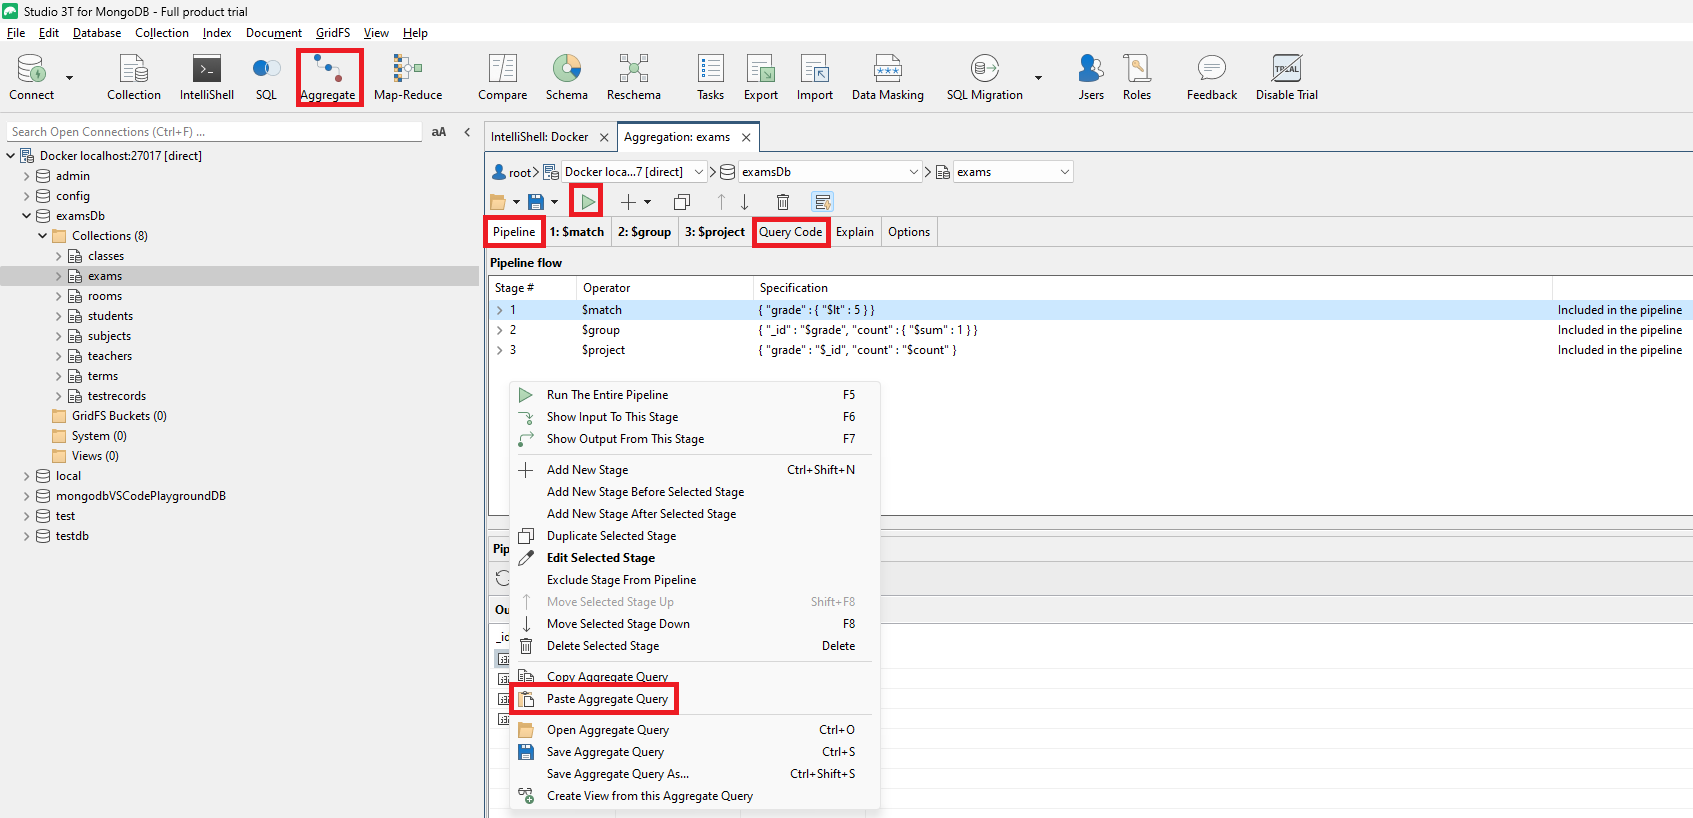 Studio 3T for MongoDB - Full product trial
File Edit Database Collection Index Document GridFS View Help
Connect Collection IntelliShell SQL Aggregate Map-Reduce Compare Schema Reschema Tasks Export Import Data Masking SQL Migration Jsers Roles Feedback Disable Trial
Search Open Connections (Ctrl+F) ... aA
IntelliShell: Docker Aggregation: exams
Docker localhost:27017 [direct]
admin
config
examsDb
Collections (8)
classes
exams
rooms
students
subjects
teachers
terms
testrecords
GridFS Buckets (0)
System (0)
Views (0)
local
mongodbVSCodePlaygroundDB
test
testdb
root Docker loca...7 [direct] examsDb exams
Pipeline 1: $match 2: $group 3: $project Query Code Explain Options
Pipeline flow
Stage # Operator Specification
1 $match { "grade" : { "$lt" : 5 } } Included in the pipeline
2 $group { "_id" : "$grade", "count" : { "$sum" : 1 } } Included in the pipeline
3 $project { "grade" : "$_id", "count" : "$count" } Included in the pipeline
Run The Entire Pipeline F5
Show Input To This Stage F6
Show Output From This Stage F7
Add New Stage Ctrl+Shift+N
Add New Stage Before Selected Stage
Add New Stage After Selected Stage
Duplicate Selected Stage
Edit Selected Stage
Exclude Stage From Pipeline
Move Selected Stage Up Shift+F8
Move Selected Stage Down F8
Delete Selected Stage Delete
Copy Aggregate Query
Paste Aggregate Query
Open Aggregate Query Ctrl+O
Save Aggregate Query Ctrl+S
Save Aggregate Query As... Ctrl+Shift+S
Create View from this Aggregate Query